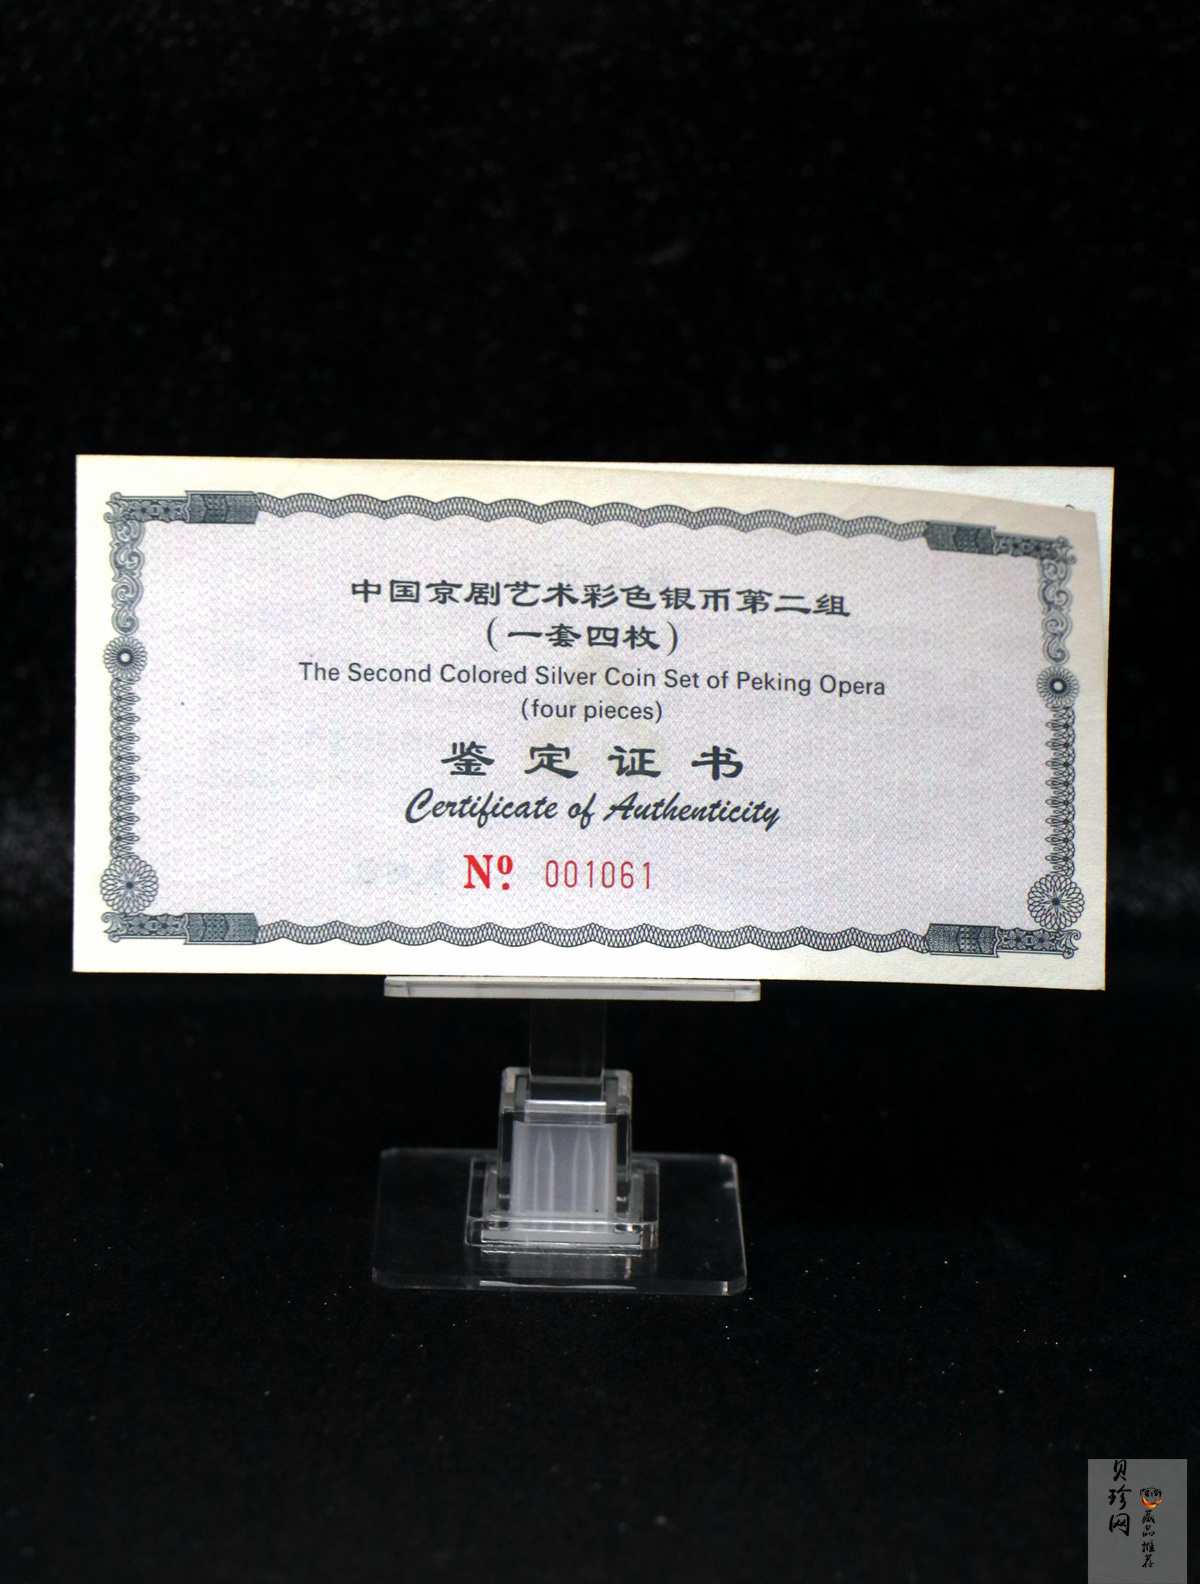 中国京剧艺术彩色银币第二组
（一套四枚）
The Second Colored Silver Coin Set of Peking Opera
(four pieces)
鉴定证书
Certificate of Authenticity
Nº. 001061
贝珍网
藏品推荐